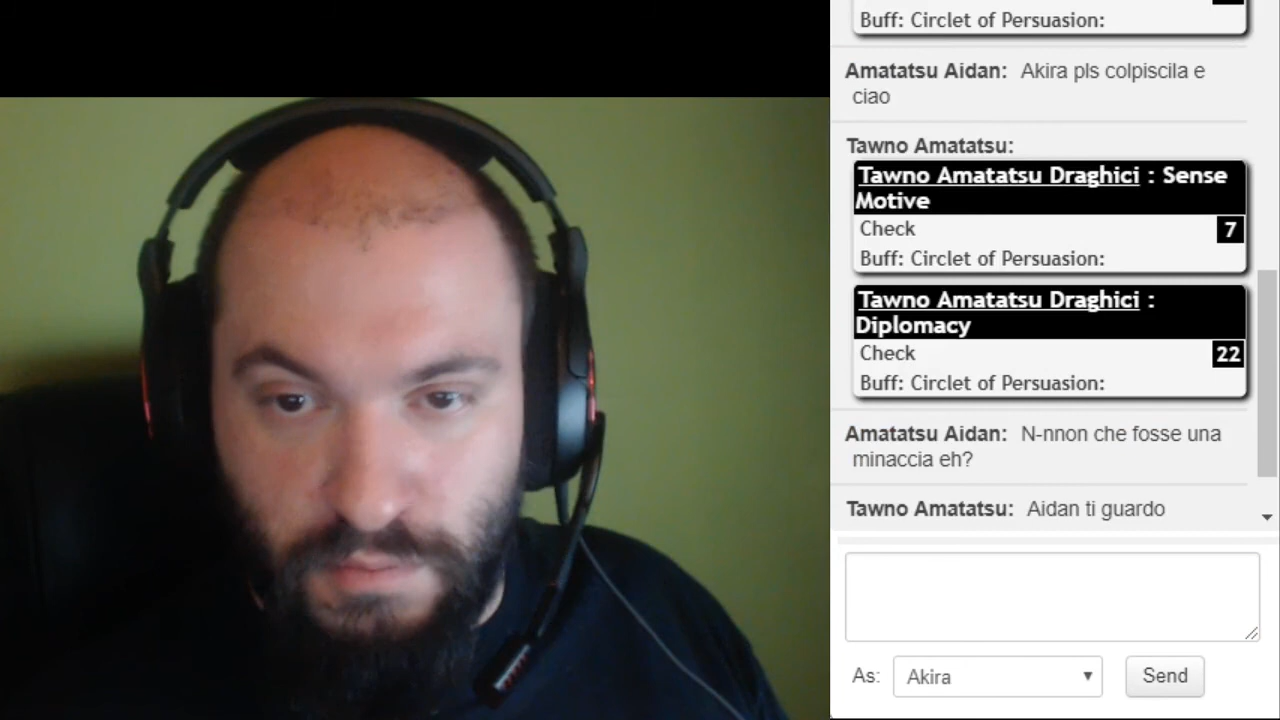 Buff: Circlet of Persuasion:
Amatatsu Aidan: Akira pls colpiscila e
ciao
Tawno Amatatsu:
Tawno Amatatsu Draghici : Sense
Motive
Check 7
Buff: Circlet of Persuasion:
Tawno Amatatsu Draghici :
Diplomacy
Check 22
Buff: Circlet of Persuasion:
Amatatsu Aidan: N-nnon che fosse una
minaccia eh?
Tawno Amatatsu: Aidan ti guardo
As: Akira Send